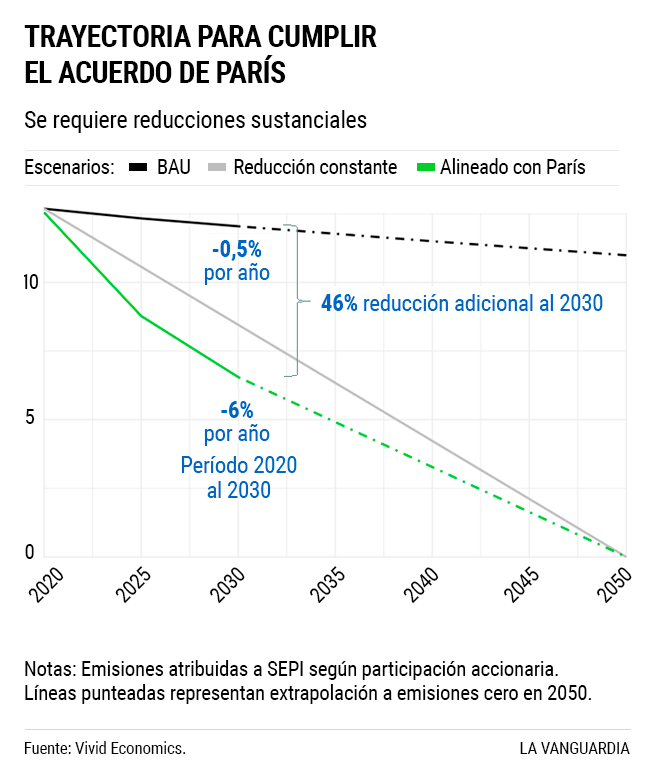 TRAYECTORIA PARA CUMPLIR
EL ACUERDO DE PARÍS
Se requiere reducciones sustanciales
Escenarios: BAU Reducción constante Alineado con París
10
5
0
-0,5%
por año
46% reducción adicional al 2030
-6%
por año
Período 2020
al 2030
2020 2025 2030 2035 2040 2045 2050
Notas: Emisiones atribuidas a SEPI según participación accionaria.
Líneas punteadas representan extrapolación a emisiones cero en 2050.
Fuente: Vivid Economics. LA VANGUARDIA